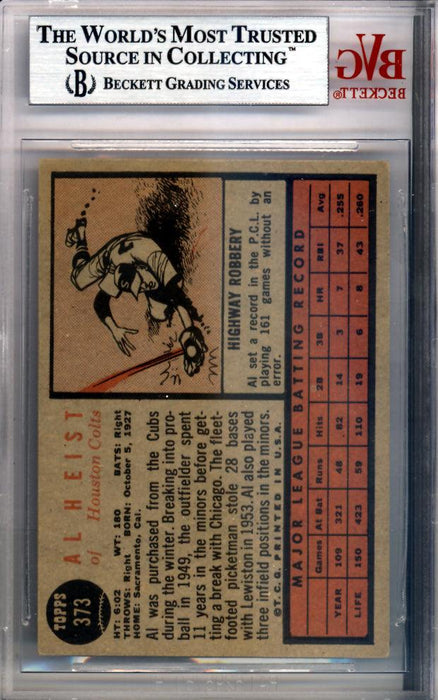 THE WORLD'S MOST TRUSTED
SOURCE IN COLLECTING™
(B) BECKETT GRADING SERVICES
BVG
BECKETT®
TOPPS
373
AL HEIST
of Houston Colts
HT: 6:02 WT: 180 BATS: Right
THROWS: Right BORN: October 5, 1927
HOME: Sacramento, Cal.
Al was purchased from the Cubs
during the winter. Breaking into pro-
ball in 1949, the outfielder spent
11 years in the minors before get-
ting a break with Chicago. The fleet-
footed picketman stole 28 bases
with Lewiston in 1953. Al also played
three infield positions in the minors.
©T.C.G. PRINTED IN U.S.A.
HIGHWAY ROBBERY
Al set a record in the P.C.L. by
playing 161 games without an
error.
MAJOR LEAGUE BATTING RECORD
Games At Bat Runs Hits 2B 3B HR RBI Avg
YEAR 109 321 48 82 14 3 7 37 .255
LIFE 150 423 59 110 19 6 8 43 .260